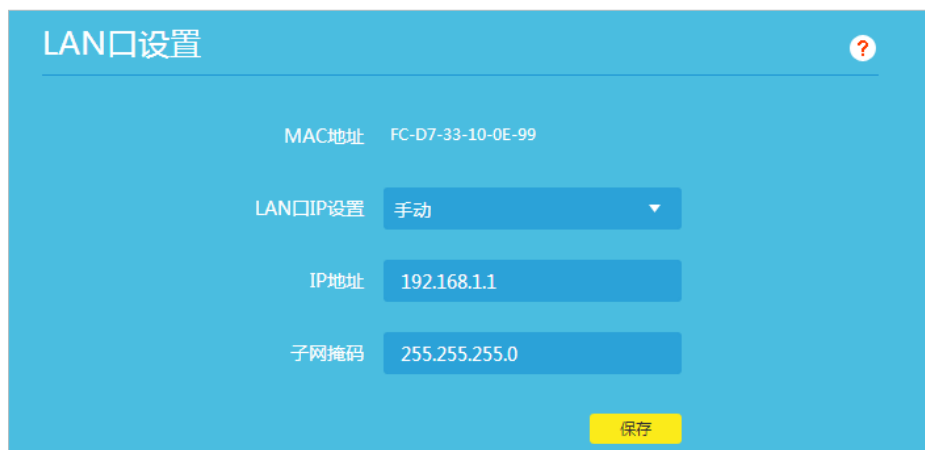 LAN口设置
?
MAC地址 FC-D7-33-10-0E-99
LAN口IP设置 手动
IP地址 192.168.1.1
子网掩码 255.255.255.0
保存